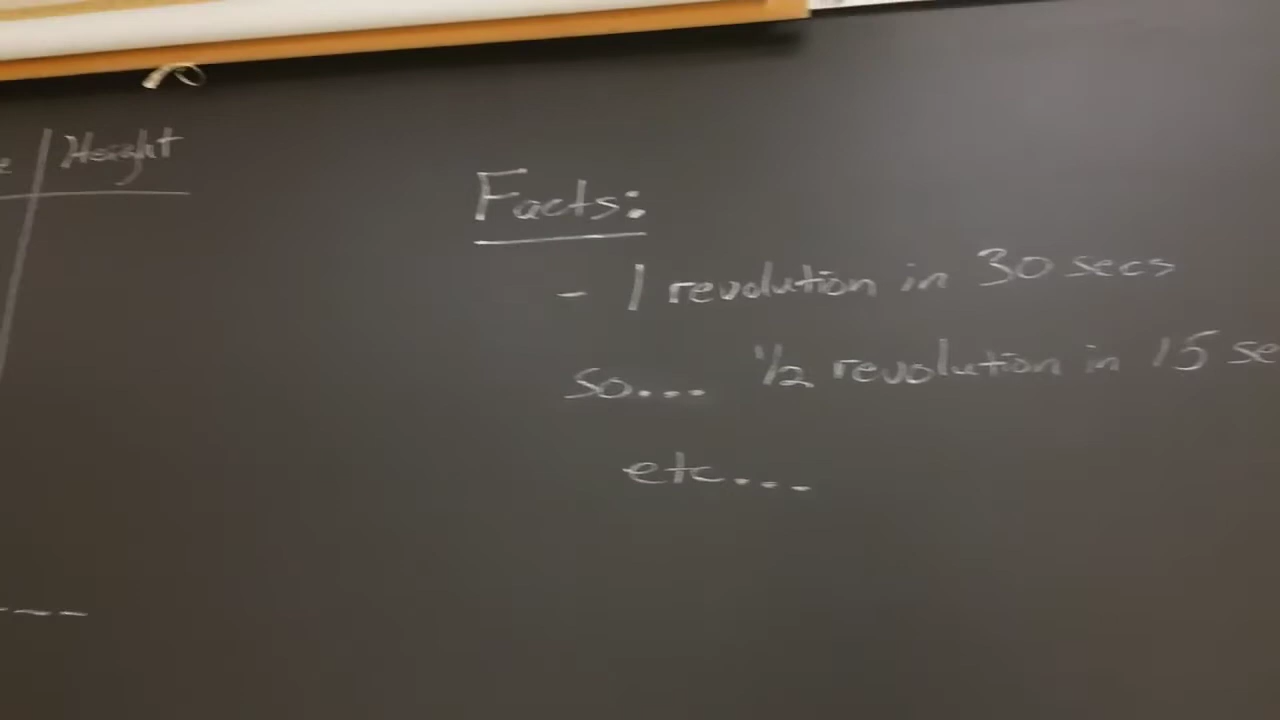 Height
Facts:
- 1 revolution in 30 secs
so... 1/2 revolution in 15 se
etc...